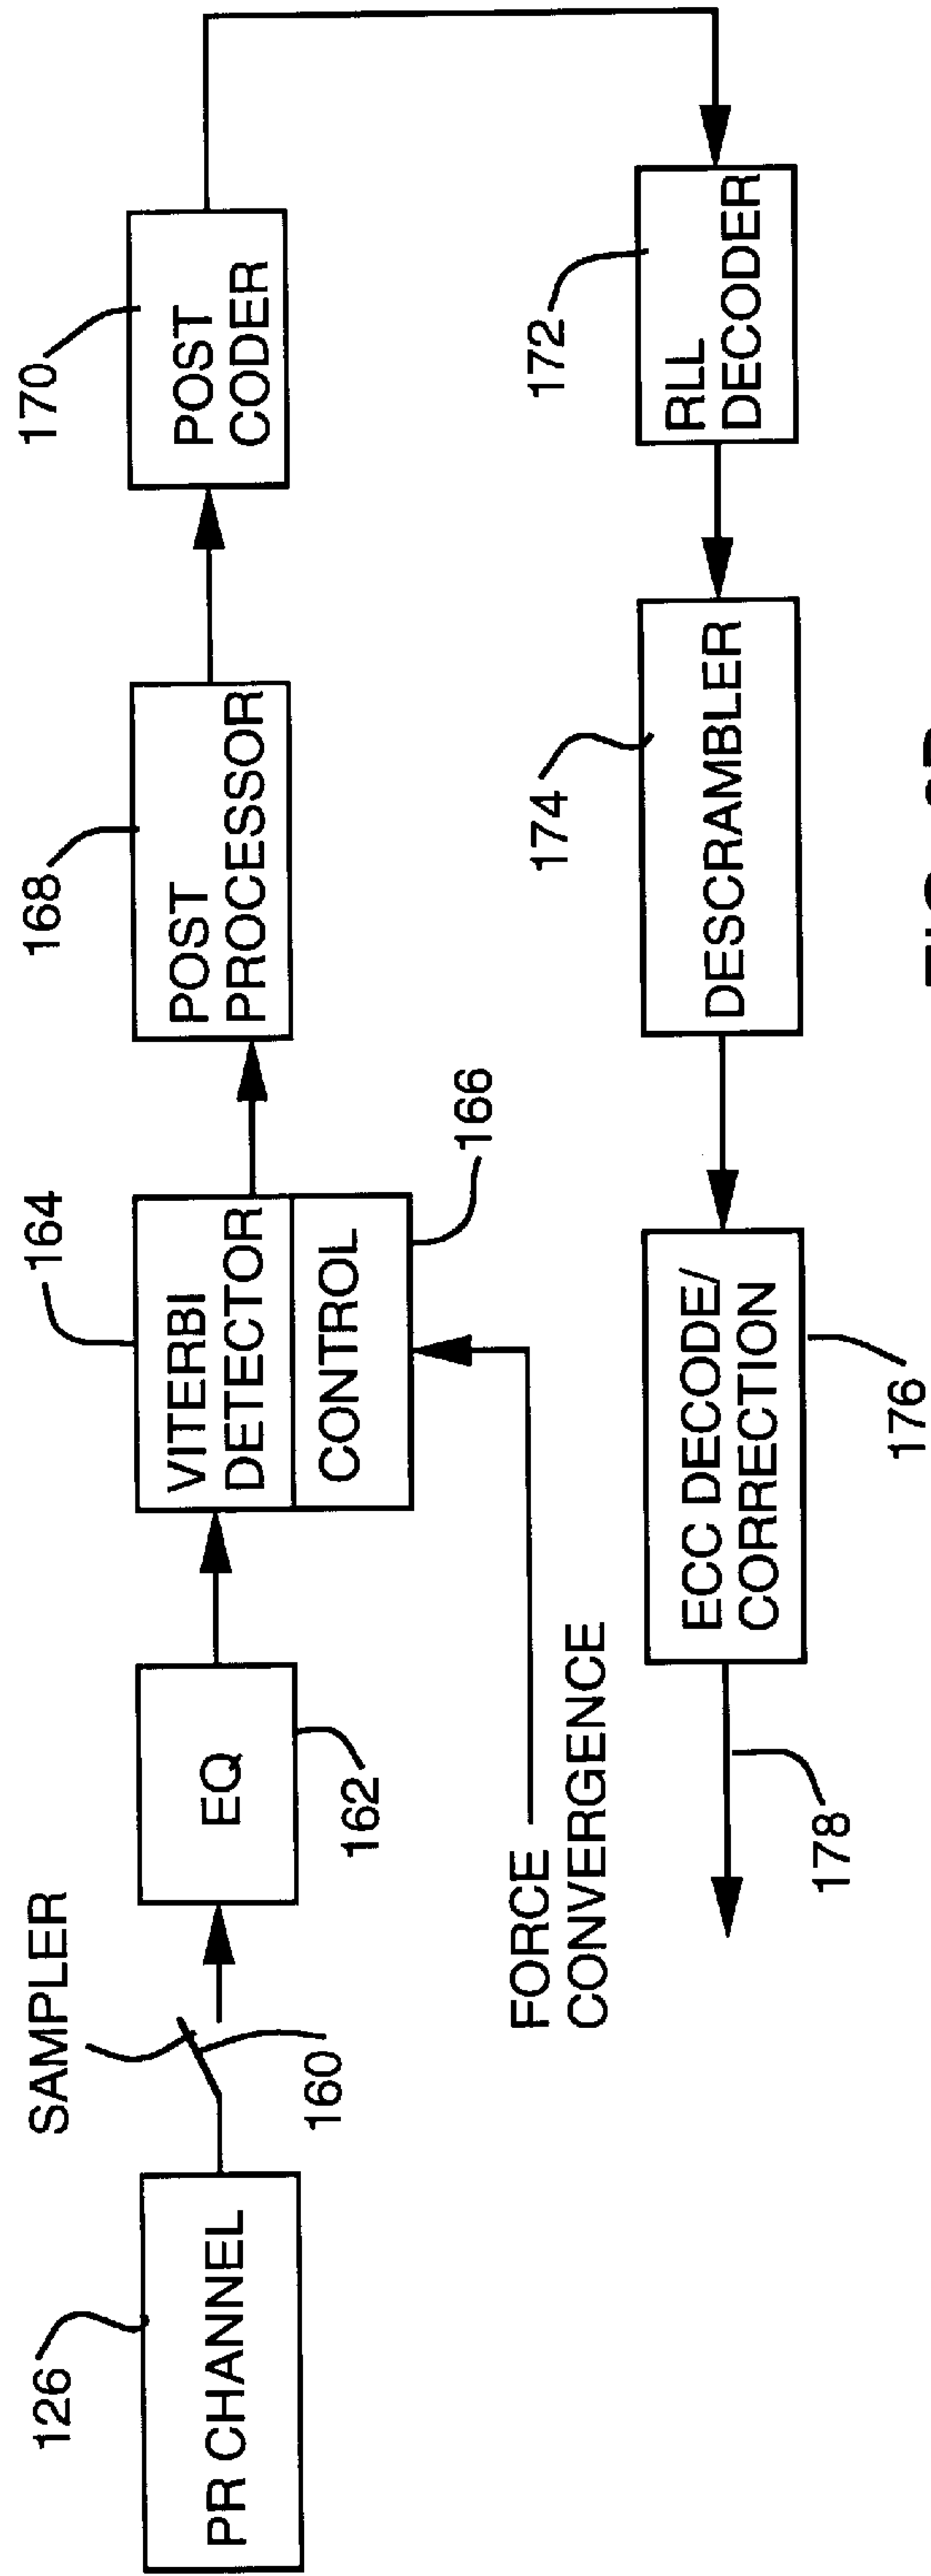 126
PR CHANNEL
SAMPLER
160
EQ
162
164
VITERBI
DETECTOR
CONTROL
166
FORCE
CONVERGENCE
168
POST
PROCESSOR
170
POST
CODER
172
RLL
DECODER
174
DESCRAMBLER
ECC DECODE/
CORRECTION
176
178